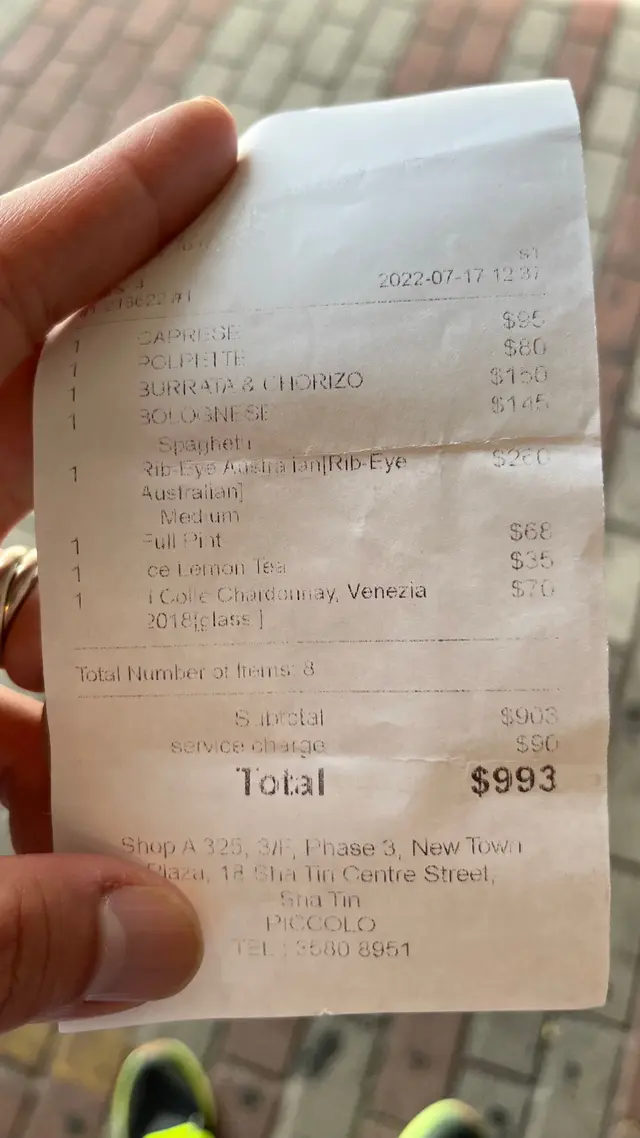 #1
2022-07-17 12:37
218622 #1
1 CAPRESE $95
1 POLPETTE $80
1 BURRATA & CHORIZO $150
1 BOLOGNESE $145
Spaghetti
1 Rib-Eye Australian[Rib-Eye $260
Australian]
Medium
1 Full Pint $68
1 Ice Lemon Tea $35
1 Chardonnay, Venezia $70
2018[glass ]
Total Number of Items: 8
Subtotal $903
service charge $90
Total $993
Shop A 325, 3/F, Phase 3, New Town
Plaza, 18 Sha Tin Centre Street,
Sha Tin
PICCOLO
TEL : 3580 8951